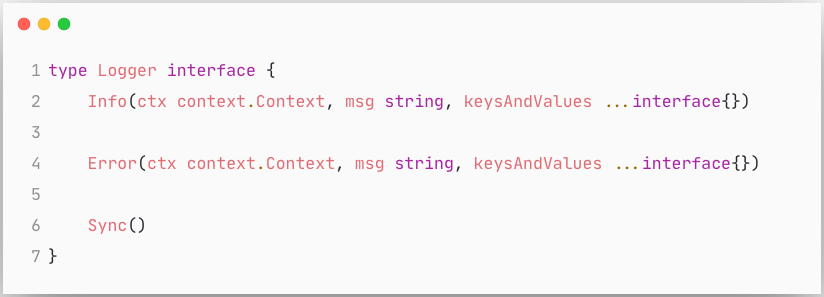 1 type Logger interface {
2 Info(ctx context.Context, msg string, keysAndValues ...interface{})
3
4 Error(ctx context.Context, msg string, keysAndValues ...interface{})
5
6 Sync()
7 }